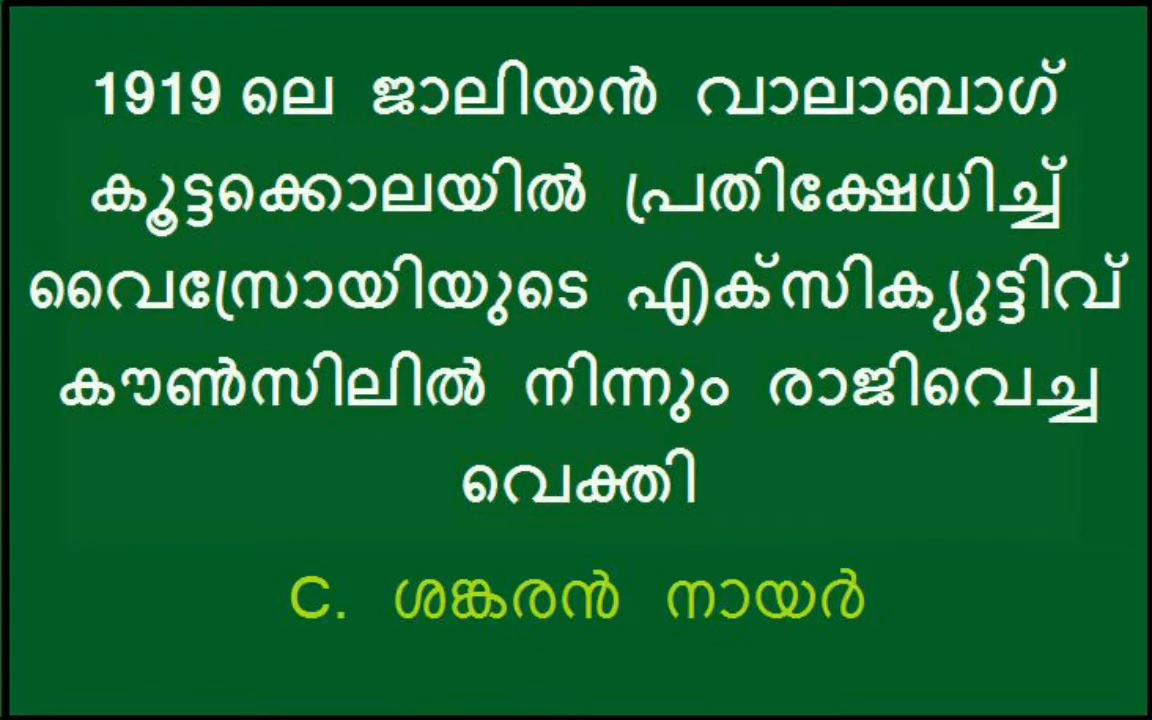 1919 ലെ ജാലിയൻ വാലാബാഗ്
കൂട്ടക്കൊലയിൽ പ്രതിക്ഷേധിച്ച്
വൈസ്രോയിയുടെ എക്സിക്യുട്ടിവ്
കൗൺസിലിൽ നിന്നും രാജിവെച്ച
വെക്തി
C. ശങ്കരൻ നായർ